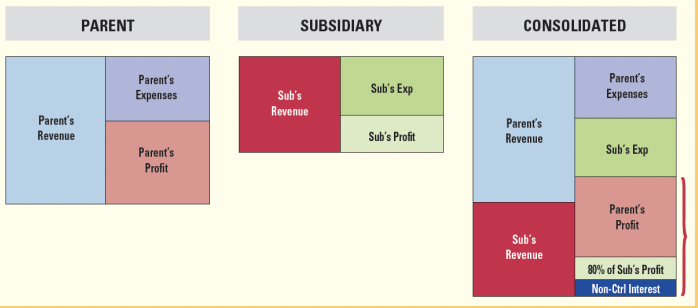 PARENT
Parent's
Revenue
Parent's
Expenses
Parent's
Profit
SUBSIDIARY
Sub's
Revenue
Sub's Exp
Sub's Profit
CONSOLIDATED
Parent's
Revenue
Sub's
Revenue
Parent's
Expenses
Sub's Exp
Parent's
Profit
80% of Sub's Profit
Non-Ctrl Interest